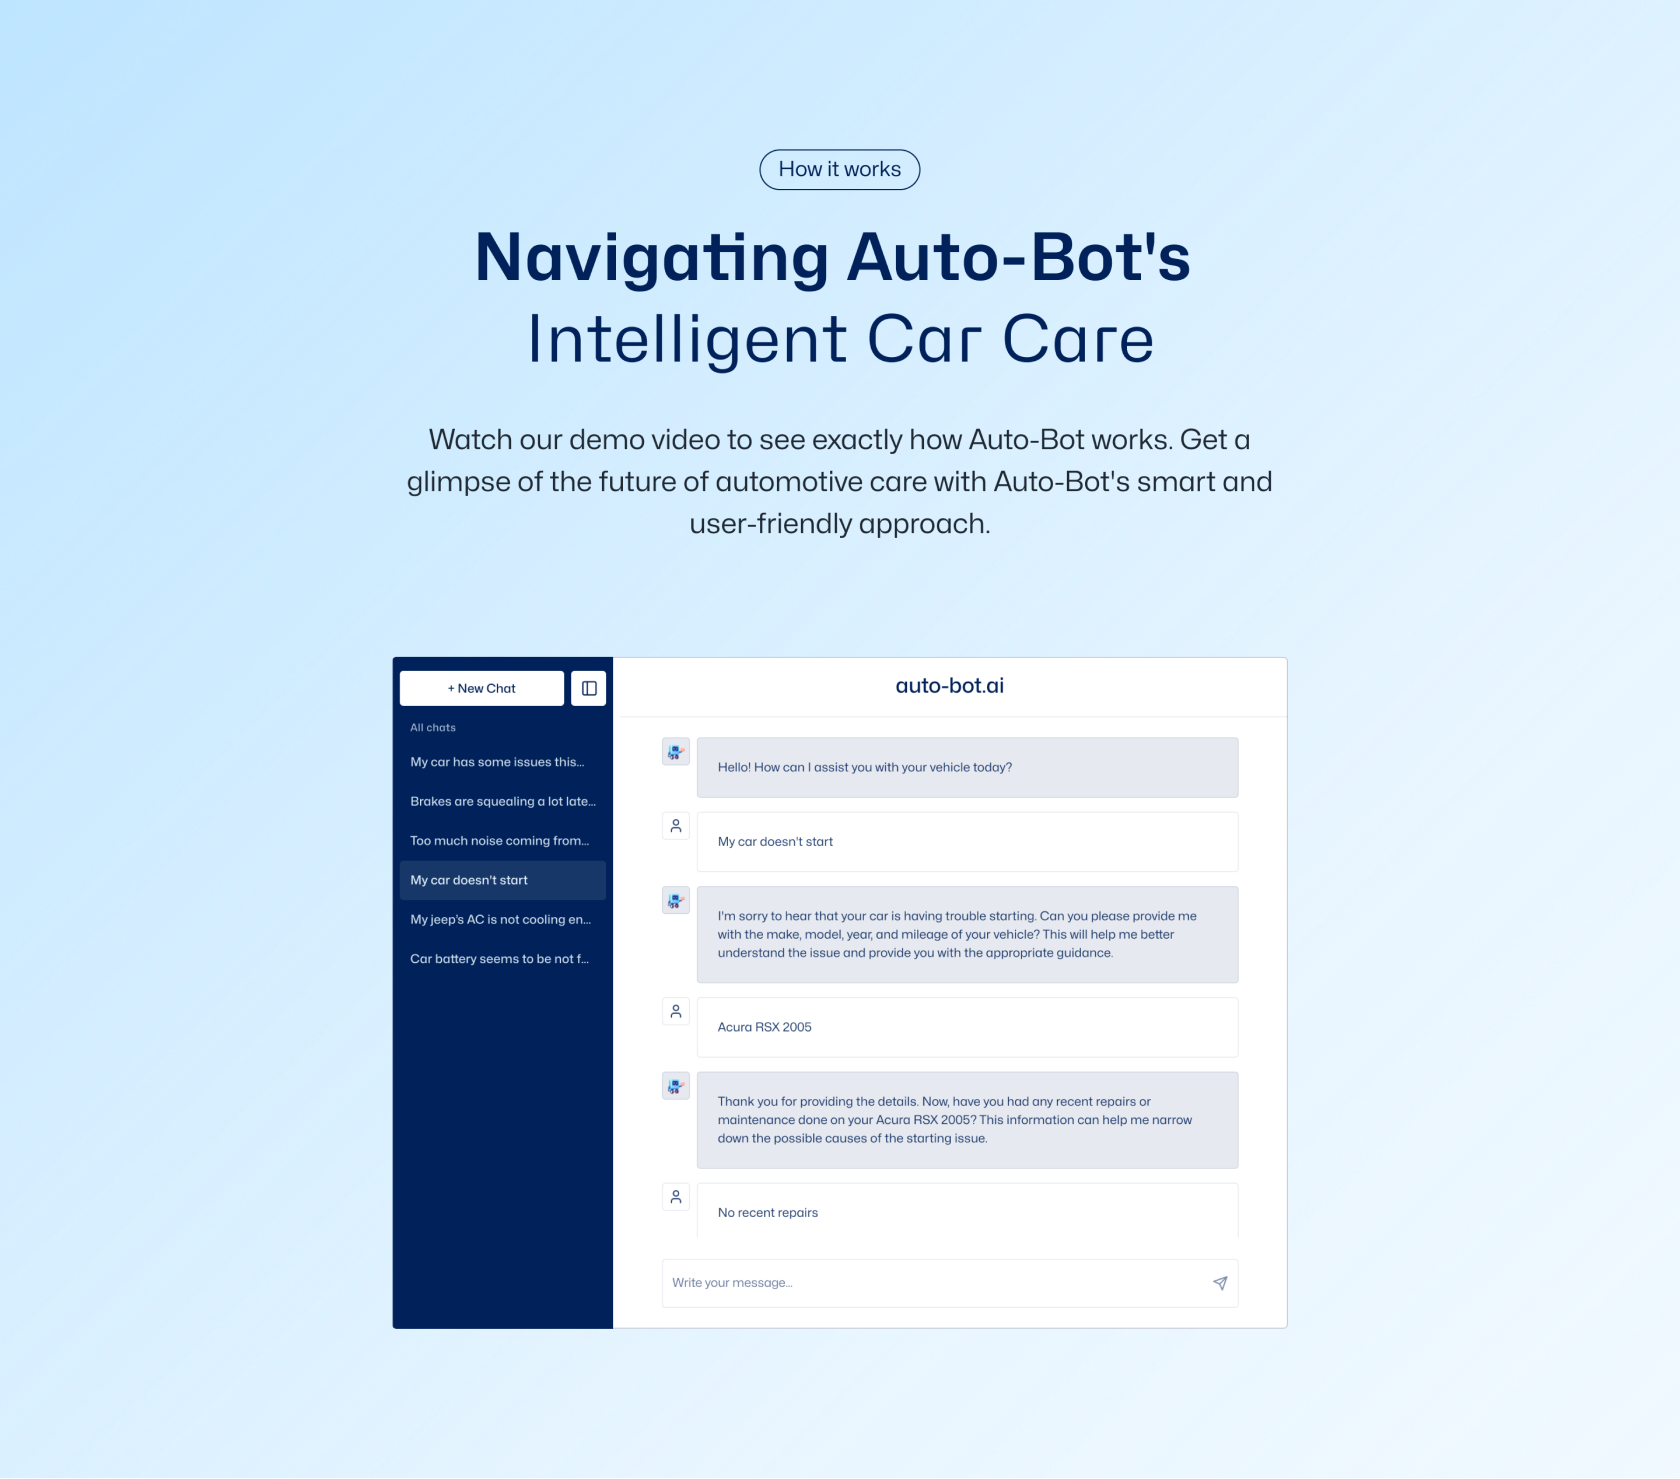 How it works
Navigating Auto-Bot's
Intelligent Car Care
Watch our demo video to see exactly how Auto-Bot works. Get a
glimpse of the future of automotive care with Auto-Bot's smart and
user-friendly approach.
+ New Chat
All chats
My car has some issues this...
Brakes are squealing a lot late...
Too much noise coming from...
My car doesn't start
My jeep's AC is not cooling en...
Car battery seems to be not f...
auto-bot.ai
Hello! How can I assist you with your vehicle today?
My car doesn't start
I'm sorry to hear that your car is having trouble starting. Can you please provide me
with the make, model, year, and mileage of your vehicle? This will help me better
understand the issue and provide you with the appropriate guidance.
Acura RSX 2005
Thank you for providing the details. Now, have you had any recent repairs or
maintenance done on your Acura RSX 2005? This information can help me narrow
down the possible causes of the starting issue.
No recent repairs
Write your message...